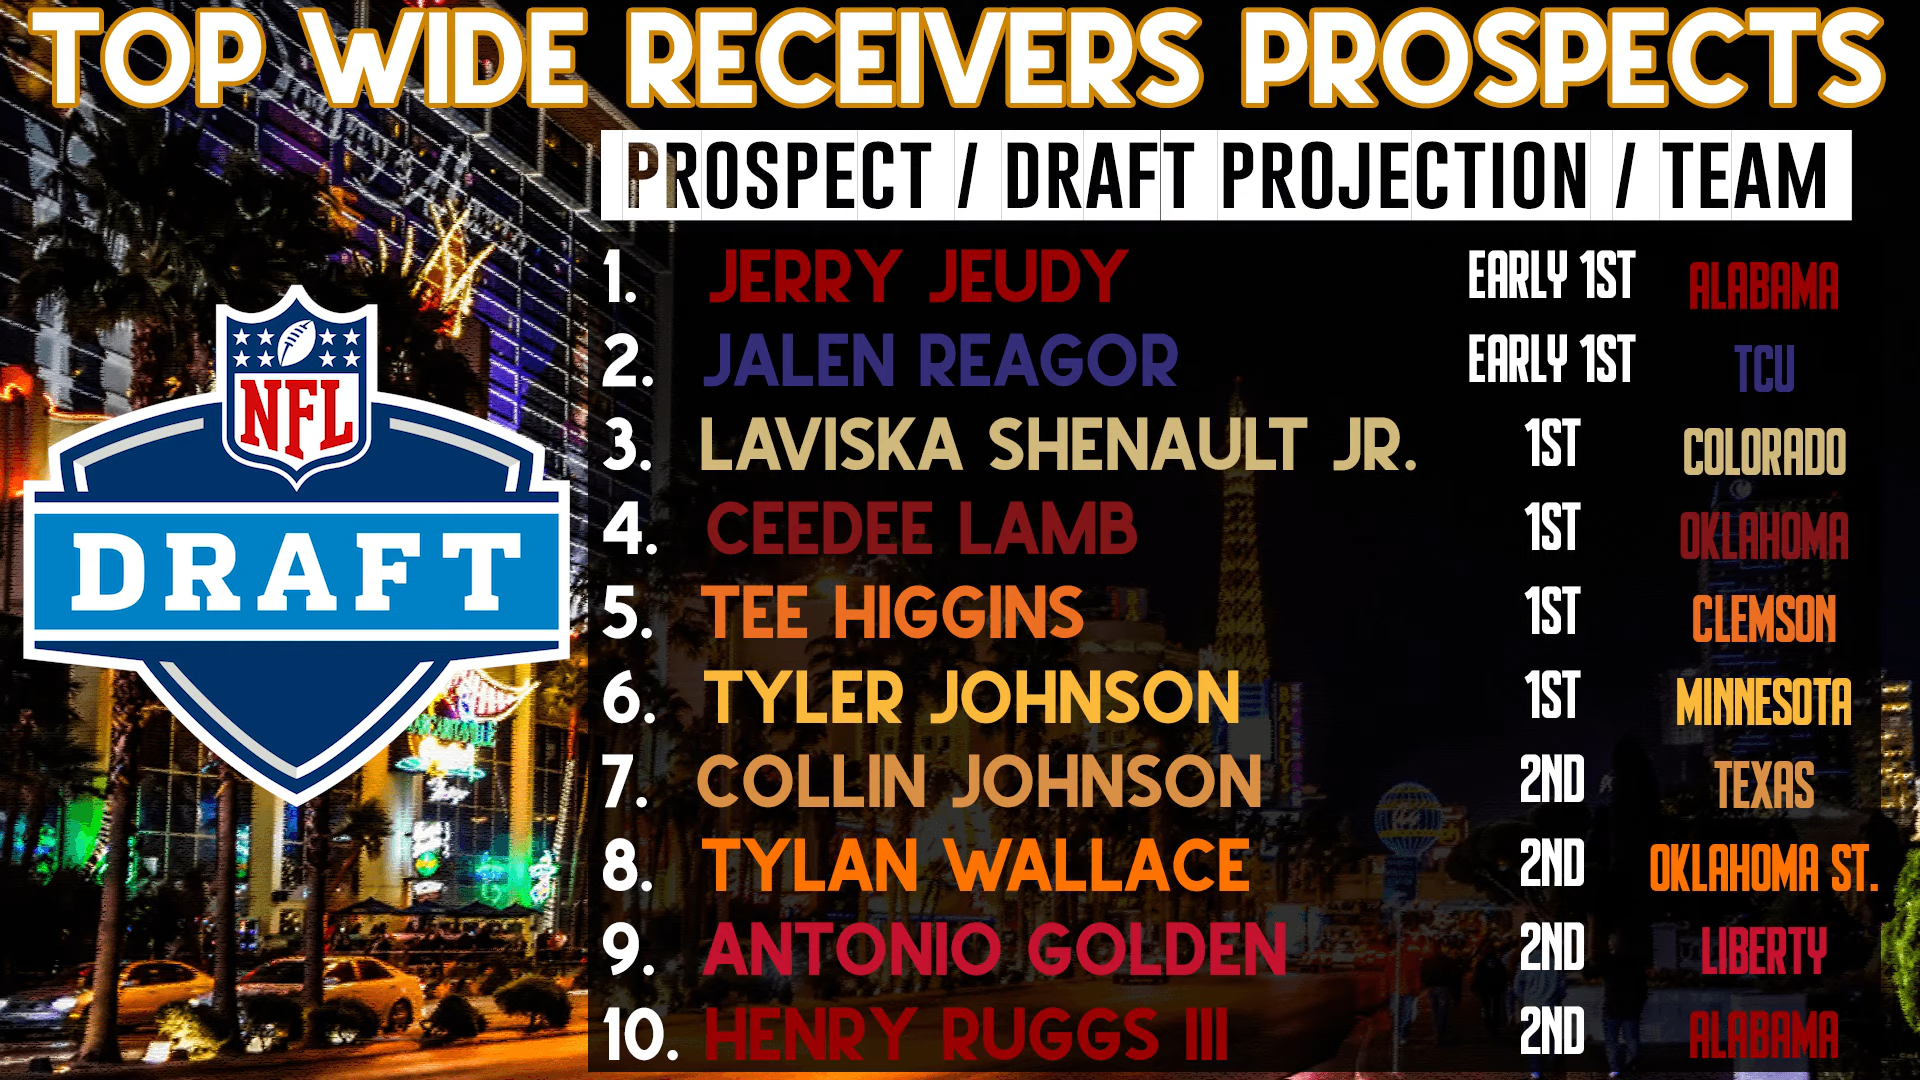 TOP WIDE RECEIVERS PROSPECTS
PROSPECT / DRAFT PROJECTION / TEAM
1. JERRY JEUDY EARLY 1ST ALABAMA
2. JALEN REAGOR EARLY 1ST TCU
3. LAVISKA SHENAULT JR. 1ST COLORADO
4. CEEDEE LAMB 1ST OKLAHOMA
5. TEE HIGGINS 1ST CLEMSON
6. TYLER JOHNSON 1ST MINNESOTA
7. COLLIN JOHNSON 2ND TEXAS
8. TYLAN WALLACE 2ND OKLAHOMA ST.
9. ANTONIO GOLDEN 2ND LIBERTY
10. HENRY RUGGS III 2ND ALABAMA
NFL
DRAFT